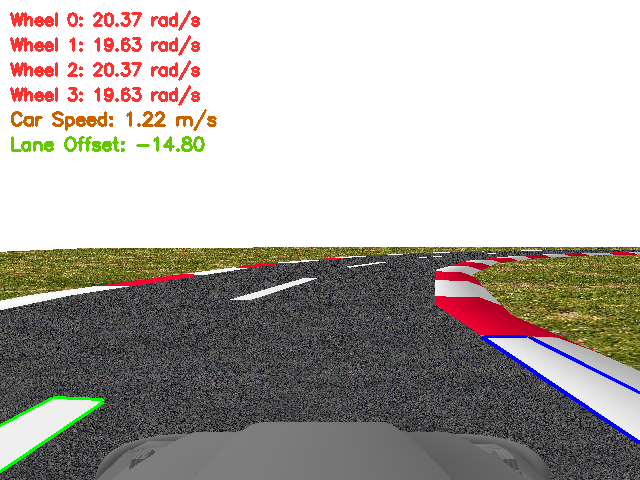 Wheel 0: 20.37 rad/s
Wheel 1: 19.63 rad/s
Wheel 2: 20.37 rad/s
Wheel 3: 19.63 rad/s
Car Speed: 1.22 m/s
Lane Offset: -14.80